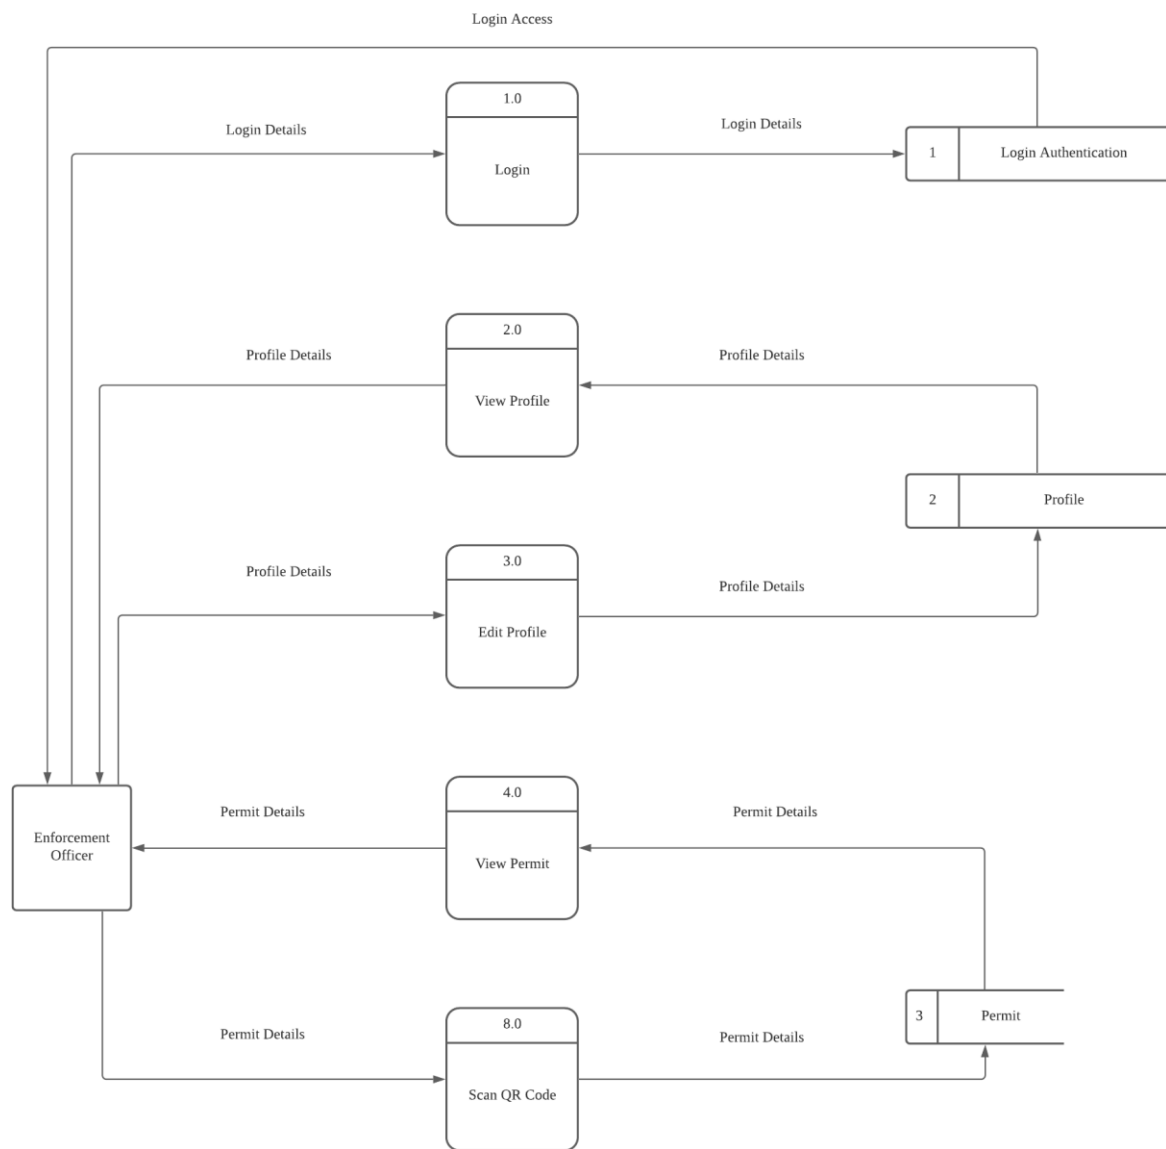 Login Access
1.0
Login Details
Login Details
1
Login Authentication
Login
2.0
Profile Details
Profile Details
View Profile
2
Profile
3.0
Profile Details
Profile Details
Edit Profile
4.0
Permit Details
Permit Details
Enforcement
Officer
View Permit
3
Permit
8.0
Permit Details
Permit Details
Scan QR Code